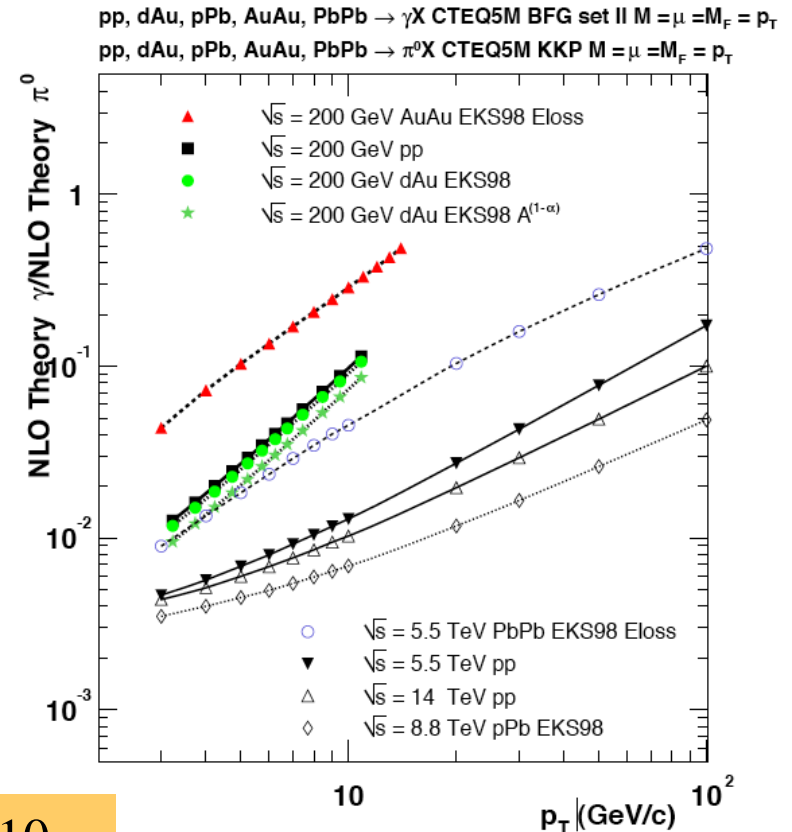 pp, dAu, pPb, AuAu, PbPb → γX CTEQ5M BFG set II M = μ =M_F = p_T
pp, dAu, pPb, AuAu, PbPb → π⁰X CTEQ5M KKP M = μ =M_F = p_T
NLO Theory γ/NLO Theory π⁰
√s = 200 GeV AuAu EKS98 Eloss
√s = 200 GeV pp
√s = 200 GeV dAu EKS98
√s = 200 GeV dAu EKS98 A^(1-α)
1
10⁻¹
10⁻²
10⁻³
√s = 5.5 TeV PbPb EKS98 Eloss
√s = 5.5 TeV pp
√s = 14 TeV pp
√s = 8.8 TeV pPb EKS98
10
10²
p_T (GeV/c)